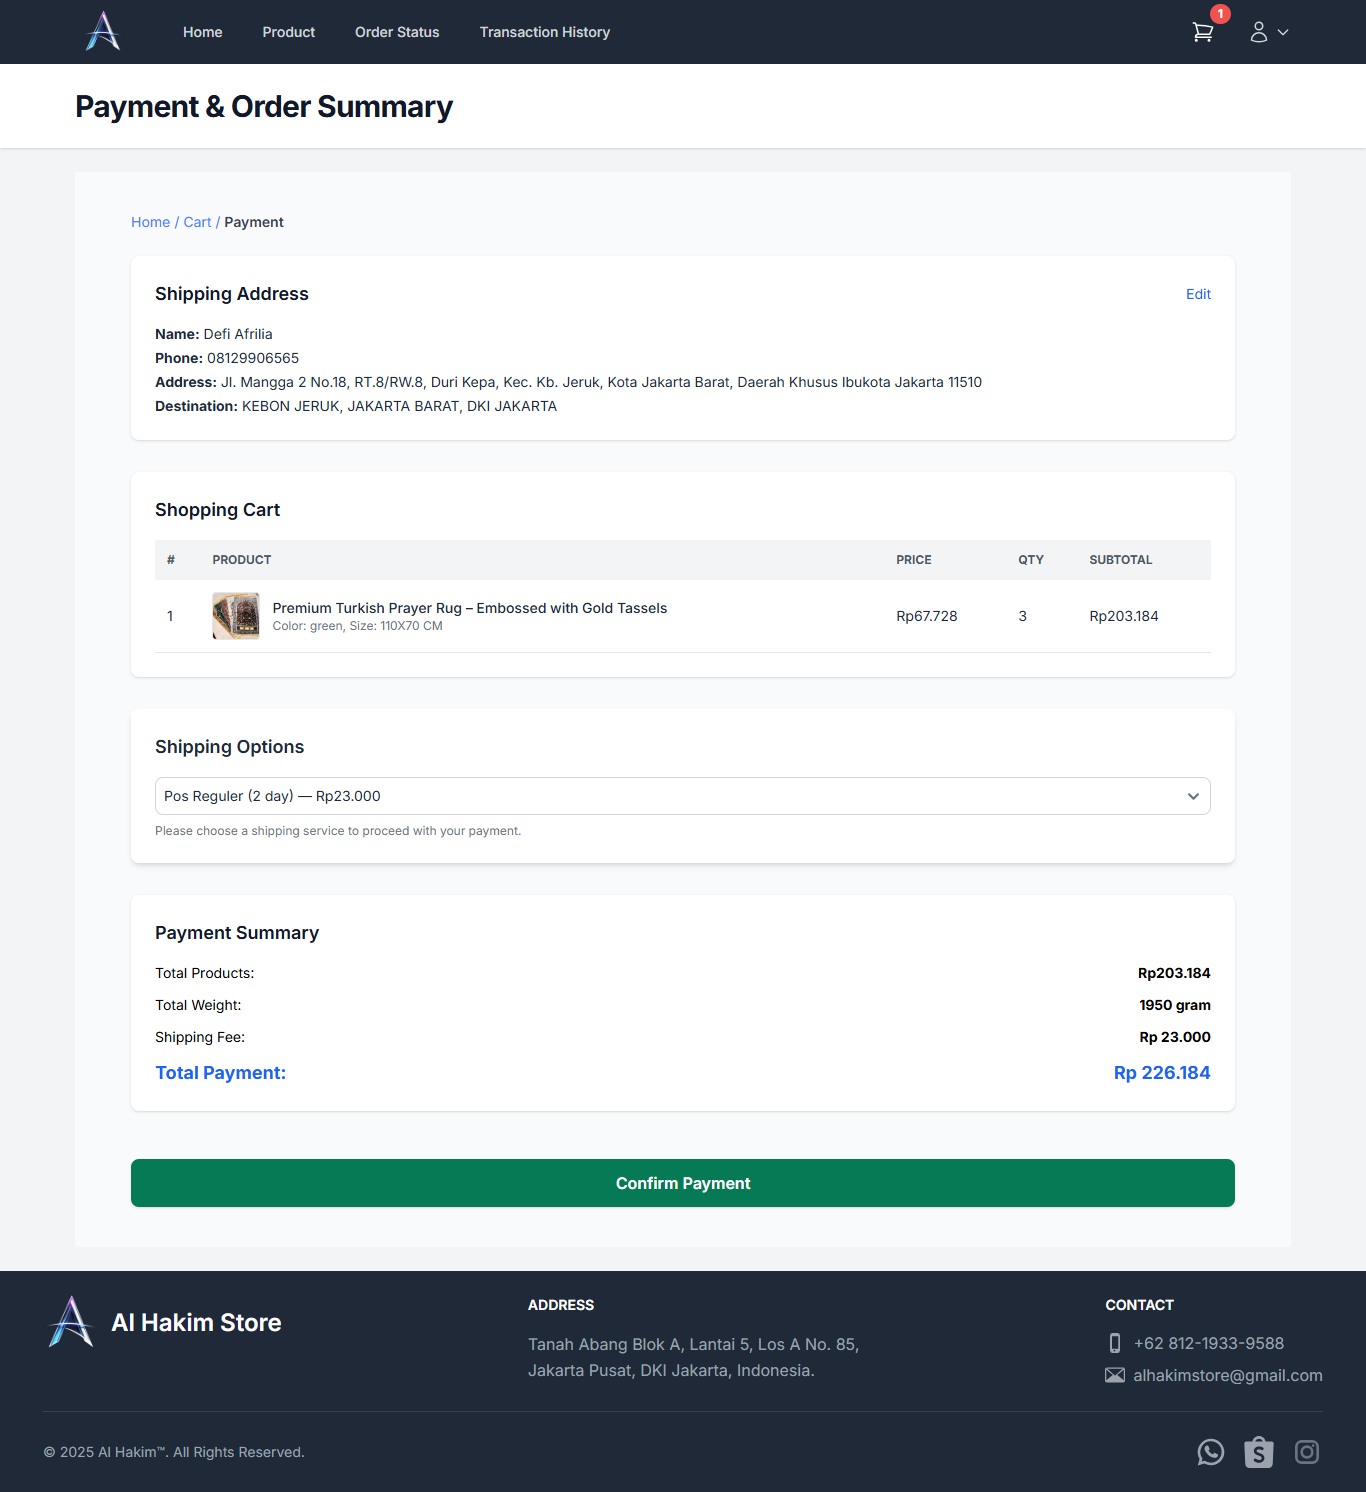 Home Product Order Status Transaction History 1
Payment & Order Summary
Home / Cart / Payment
Shipping Address Edit
Name: Defi Afrilia
Phone: 08129906565
Address: Jl. Mangga 2 No.18, RT.8/RW.8, Duri Kepa, Kec. Kb. Jeruk, Kota Jakarta Barat, Daerah Khusus Ibukota Jakarta 11510
Destination: KEBON JERUK, JAKARTA BARAT, DKI JAKARTA
Shopping Cart
# PRODUCT PRICE QTY SUBTOTAL
1 Premium Turkish Prayer Rug – Embossed with Gold Tassels Rp67.728 3 Rp203.184
Color: green, Size: 110X70 CM
Shipping Options
Pos Reguler (2 day) — Rp23.000
Please choose a shipping service to proceed with your payment.
Payment Summary
Total Products: Rp203.184
Total Weight: 1950 gram
Shipping Fee: Rp 23.000
Total Payment: Rp 226.184
Confirm Payment
Al Hakim Store
ADDRESS
Tanah Abang Blok A, Lantai 5, Los A No. 85,
Jakarta Pusat, DKI Jakarta, Indonesia.
CONTACT
+62 812-1933-9588
alhakimstore@gmail.com
© 2025 Al Hakim™. All Rights Reserved.